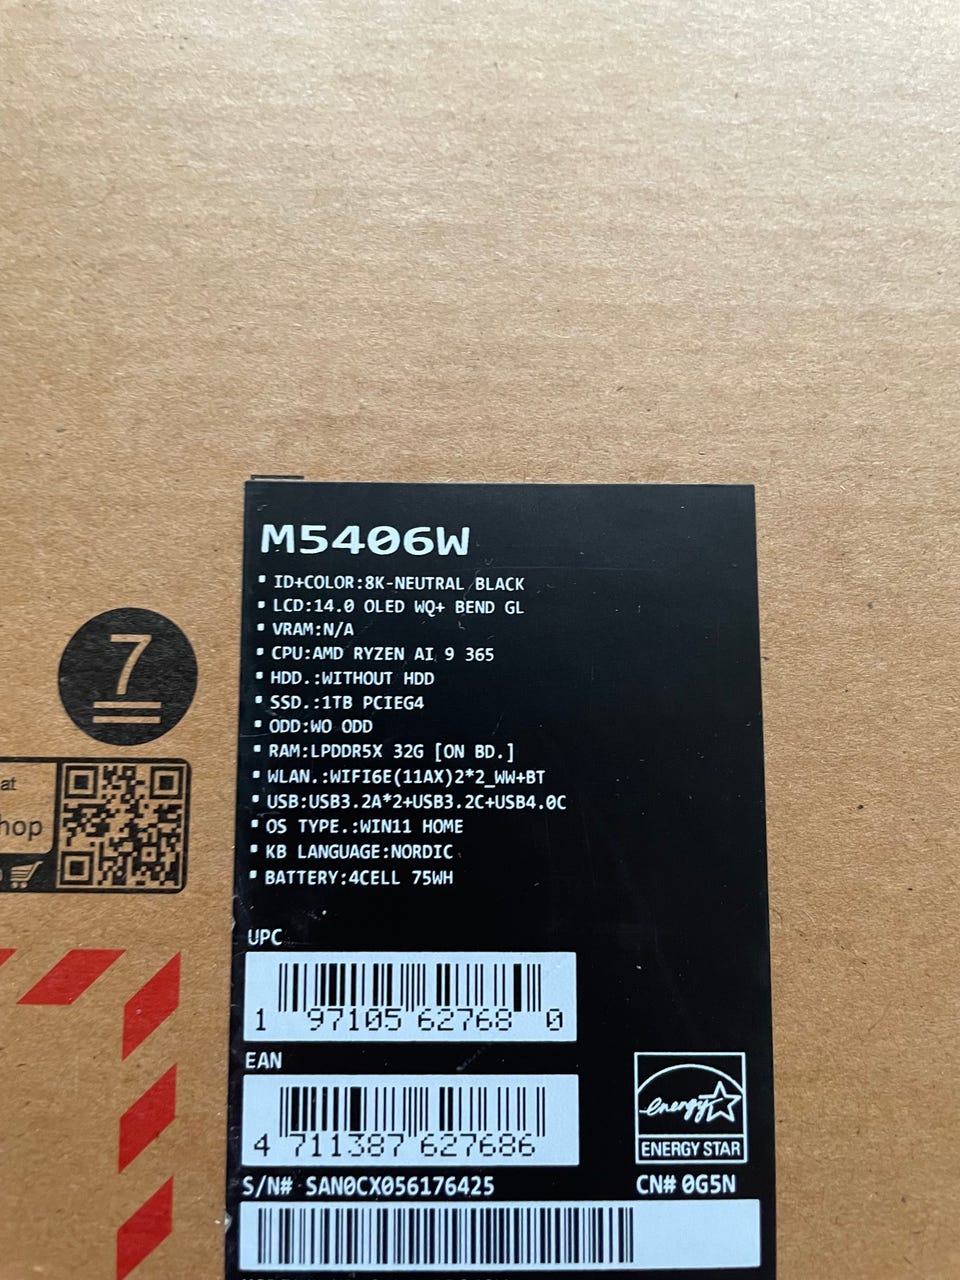 M5406W
▪ ID+COLOR:8K-NEUTRAL BLACK
▪ LCD:14.0 OLED WQ+ BEND GL
▪ VRAM:N/A
▪ CPU:AMD RYZEN AI 9 365
▪ HDD.:WITHOUT HDD
▪ SSD.:1TB PCIEG4
▪ ODD:WO ODD
▪ RAM:LPDDR5X 32G [ON BD.]
▪ WLAN.:WIFI6E(11AX)2*2_WW+BT
▪ USB:USB3.2A*2+USB3.2C+USB4.0C
▪ OS TYPE.:WIN11 HOME
▪ KB LANGUAGE:NORDIC
▪ BATTERY:4CELL 75WH
7
at
hop
UPC
1 97105 62768 0
EAN
4 711387 627686
energy
ENERGY STAR
S/N# SAN0CX056176425
CN# 0G5N